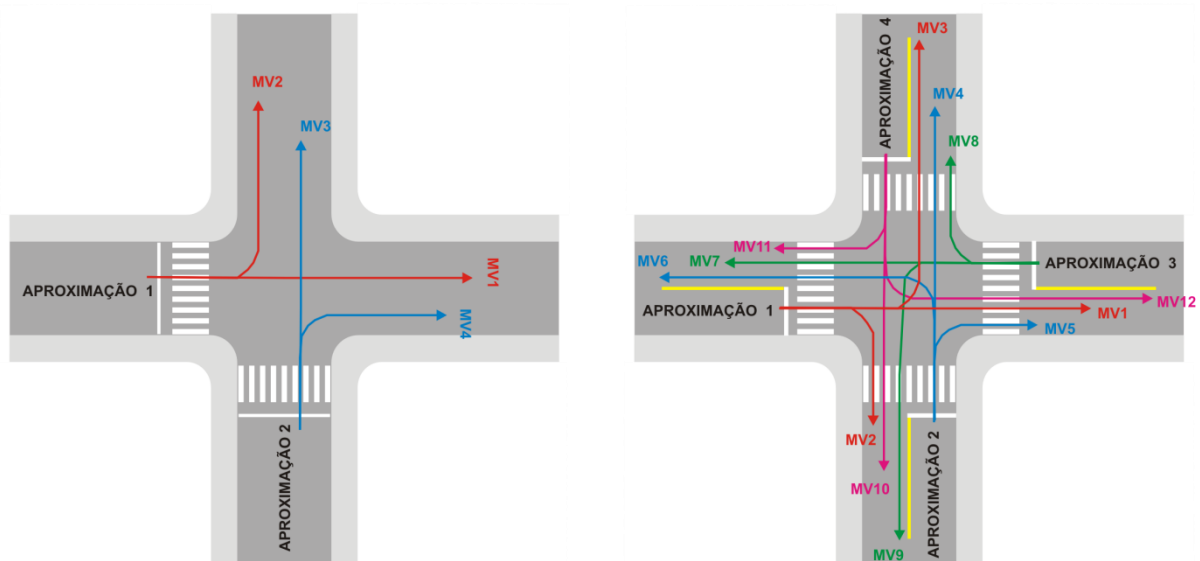 MV2
MV3
MV1
APROXIMAÇÃO 1
MV4
APROXIMAÇÃO 2
APROXIMAÇÃO 4
MV3
MV4
MV8
MV11
MV6
MV7
APROXIMAÇÃO 3
MV12
APROXIMAÇÃO 1
MV1
MV5
MV2
MV10
APROXIMAÇÃO 2
MV9